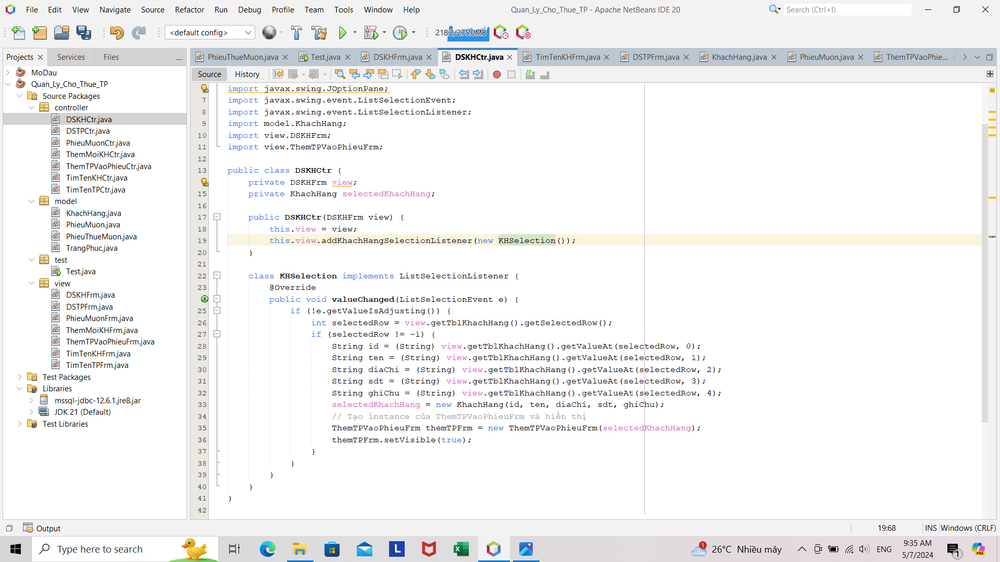 File Edit View Navigate Source Refactor Run Debug Profile Team Tools Window Help
Quan_Ly_Cho_Thue_TP - Apache NetBeans IDE 20
Search (Ctrl+I)
<default config>
218.2/275.0MB
Projects Services Files
PhieuThueMuon.java Test.java DSKHFrm.java DSKHCtr.java TimTenKHFrm.java DSTPFrm.java KhachHang.java PhieuMuon.java ThemTPVaoPhie...
Source History
MoDau
Quan_Ly_Cho_Thue_TP
Source Packages
controller
DSKHCtr.java
DSTPCtr.java
PhieuMuonCtr.java
ThemMoiKHCtr.java
ThemTPVaoPhieuCtr.java
TimTenKHCtr.java
TimTenTPCtr.java
model
KhachHang.java
PhieuMuon.java
PhieuThueMuon.java
TrangPhuc.java
test
Test.java
view
DSKHFrm.java
DSTPFrm.java
PhieuMuonFrm.java
ThemMoiKHFrm.java
ThemTPVaoPhieuFrm.java
TimTenKHFrm.java
TimTenTPFrm.java
Test Packages
Libraries
mssql-jdbc-12.6.1.jre8.jar
JDK 21 (Default)
Test Libraries
import javax.swing.JOptionPane;
7 import javax.swing.event.ListSelectionEvent;
8 import javax.swing.event.ListSelectionListener;
9 import model.KhachHang;
10 import view.DSKHFrm;
11 import view.ThemTPVaoPhieuFrm;
12
13 public class DSKHCtr {
private DSKHFrm view;
15 private KhachHang selectedKhachHang;
16
17 public DSKHCtr(DSKHFrm view) {
18 this.view = view;
19 this.view.addKhachHangSelectionListener(new KHSelection());
20 }
21
22 class KHSelection implements ListSelectionListener {
23 @Override
public void valueChanged(ListSelectionEvent e) {
25 if (!e.getValueIsAdjusting()) {
26 int selectedRow = view.getTblKhachHang().getSelectedRow();
27 if (selectedRow != -1) {
28 String id = (String) view.getTblKhachHang().getValueAt(selectedRow, 0);
29 String ten = (String) view.getTblKhachHang().getValueAt(selectedRow, 1);
30 String diaChi = (String) view.getTblKhachHang().getValueAt(selectedRow, 2);
31 String sdt = (String) view.getTblKhachHang().getValueAt(selectedRow, 3);
32 String ghiChu = (String) view.getTblKhachHang().getValueAt(selectedRow, 4);
33 selectedKhachHang = new KhachHang(id, ten, diaChi, sdt, ghiChu);
34 // Tạo instance của ThemTPVaoPhieuFrm và hiển thị
35 ThemTPVaoPhieuFrm themTPFrm = new ThemTPVaoPhieuFrm(selectedKhachHang);
36 themTPFrm.setVisible(true);
37 }
38 }
39 }
40 }
41 }
42
Output
19:68 INS Windows (CRLF)
Type here to search
L
1
26°C Nhiều mây
ENG
9:35 AM
5/7/2024
1
PRE